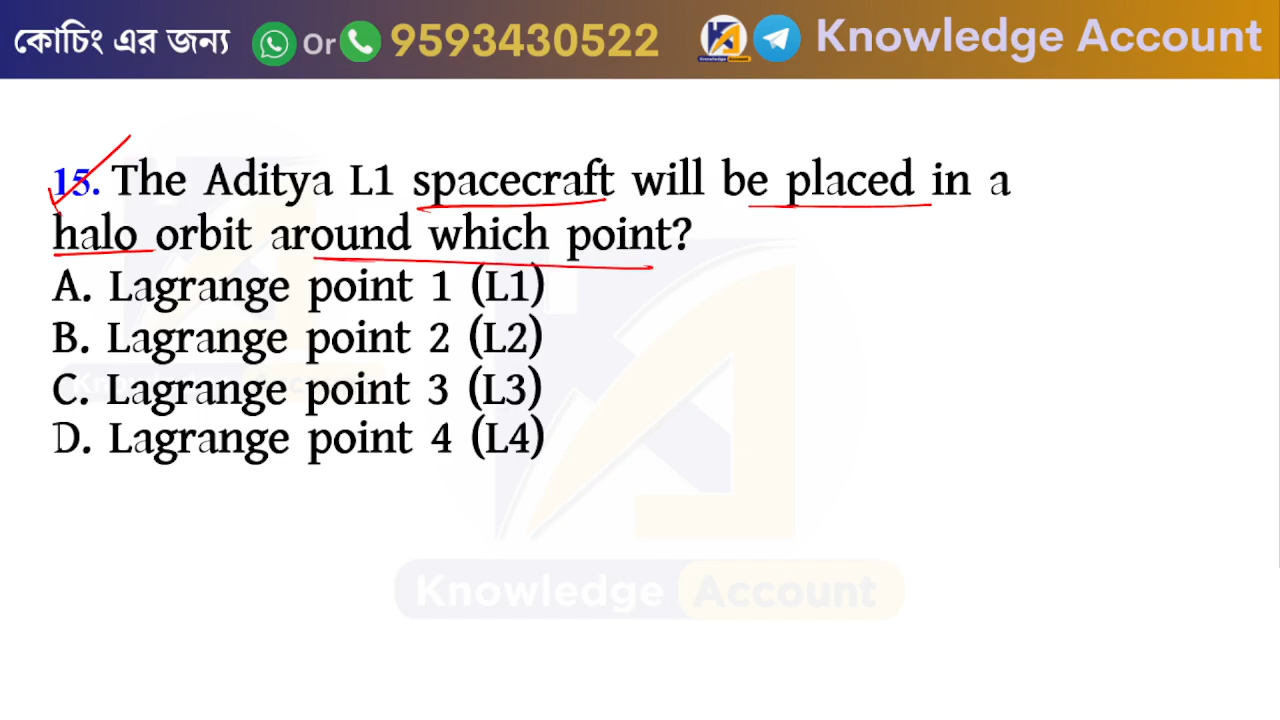 কোচিং এর জন্য Or 9593430522 Knowledge Account
15. The Aditya L1 spacecraft will be placed in a
halo orbit around which point?
A. Lagrange point 1 (L1)
B. Lagrange point 2 (L2)
C. Lagrange point 3 (L3)
D. Lagrange point 4 (L4)
Knowledge Account